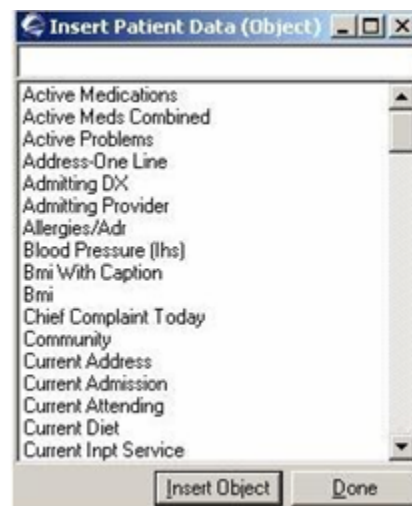 Insert Patient Data (Object)
Active Medications
Active Meds Combined
Active Problems
Address-One Line
Admitting DX
Admitting Provider
Allergies/Adr
Blood Pressure (Ihs)
Bmi With Caption
Bmi
Chief Complaint Today
Community
Current Address
Current Admission
Current Attending
Current Diet
Current Inpt Service
Insert Object Done